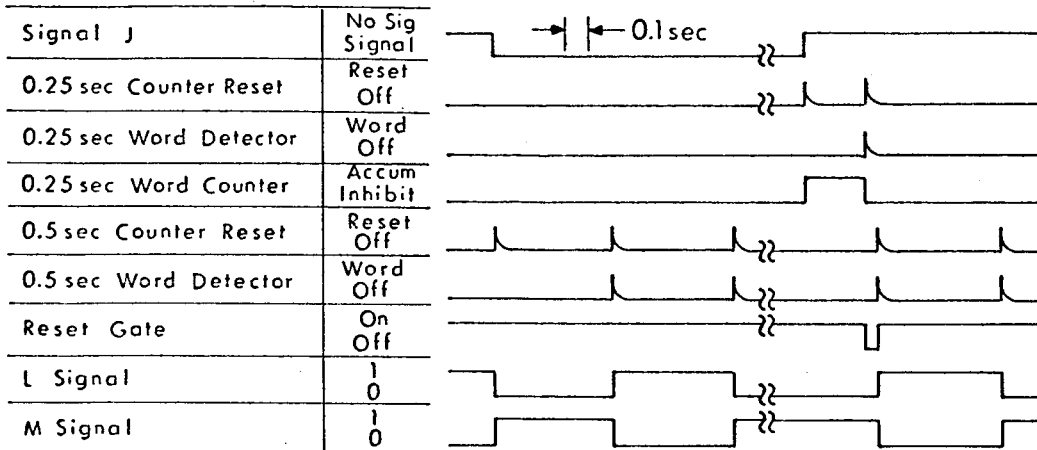 Signal J
No Sig
Signal
0.1 sec
0.25 sec Counter Reset
Reset
Off
0.25 sec Word Detector
Word
Off
0.25 sec Word Counter
Accum
Inhibit
0.5 sec Counter Reset
Reset
Off
0.5 sec Word Detector
Word
Off
Reset Gate
On
Off
L Signal
1
0
M Signal
1
0